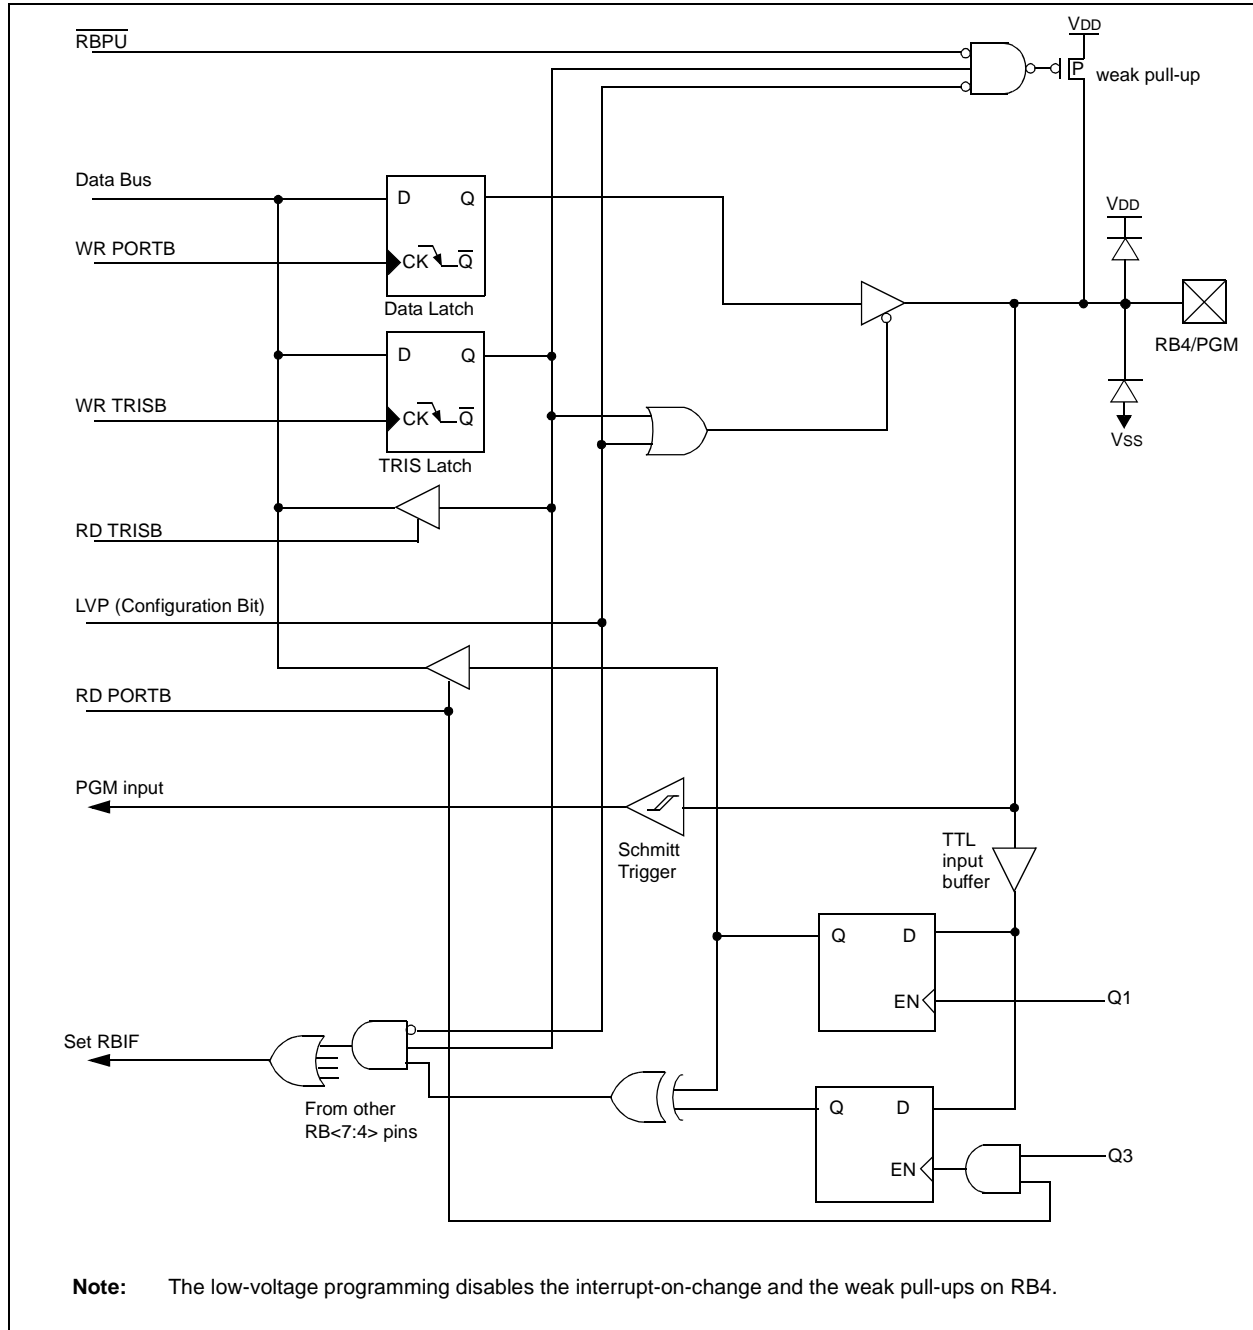 RBPU
VDD
P
weak pull-up
Data Bus
D
Q
VDD
WR PORTB
CK
Q
Data Latch
D
Q
RB4/PGM
WR TRISB
CK
Q
VSS
TRIS Latch
RD TRISB
LVP (Configuration Bit)
RD PORTB
PGM input
Schmitt
Trigger
TTL
input
buffer
Q
D
EN
Q1
Set RBIF
From other
RB<7:4> pins
Q
D
EN
Q3
Note: The low-voltage programming disables the interrupt-on-change and the weak pull-ups on RB4.